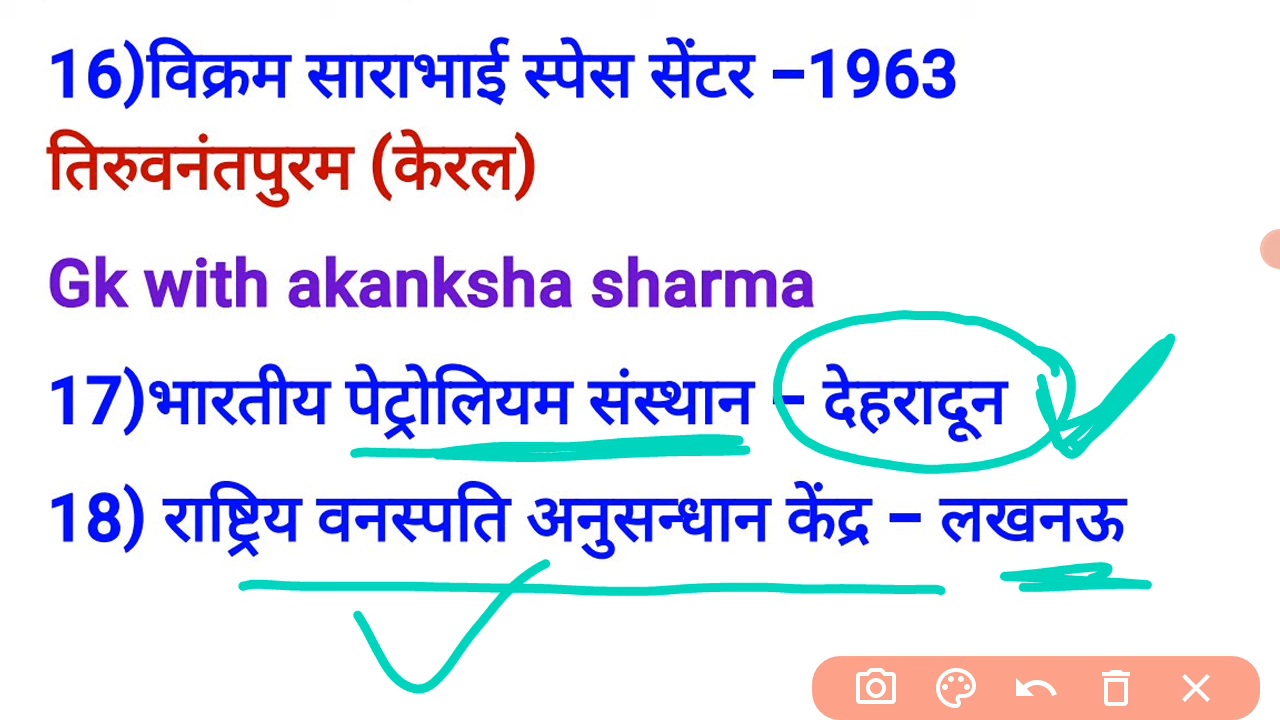 16)विक्रम साराभाई स्पेस सेंटर –1963
तिरुवनंतपुरम (केरल)
Gk with akanksha sharma
17)भारतीय पेट्रोलियम संस्थान – देहरादून
18) राष्ट्रिय वनस्पति अनुसन्धान केंद्र – लखनऊ